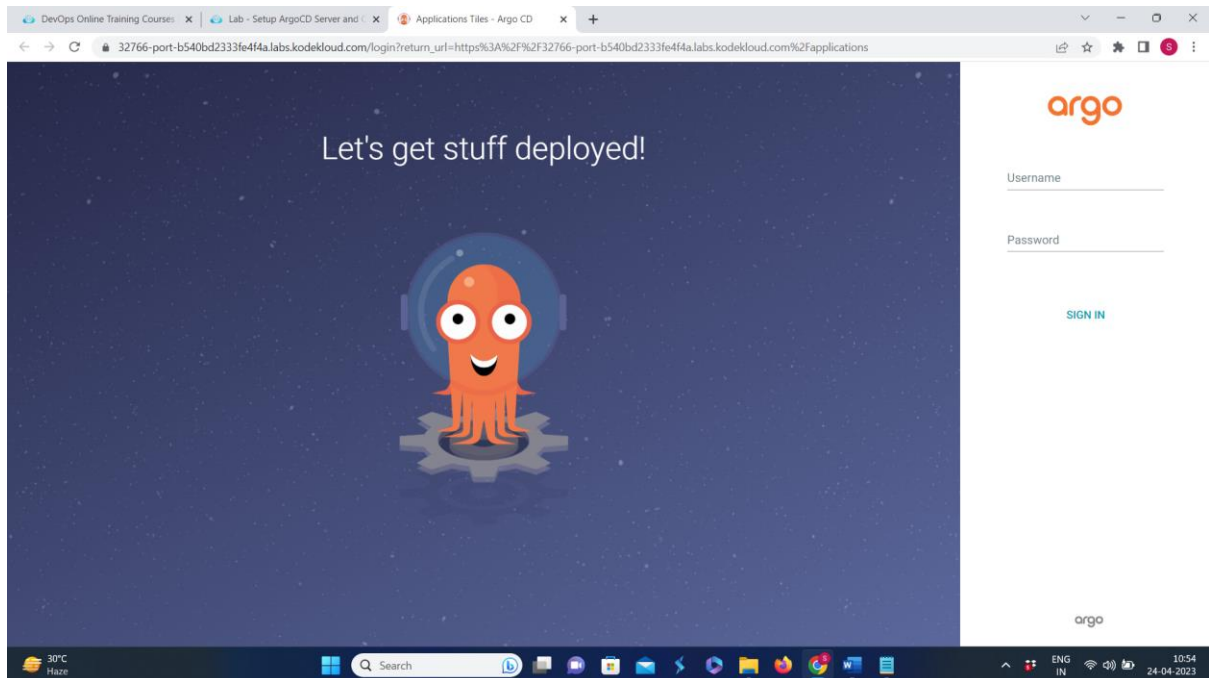 DevOps Online Training Courses
Lab - Setup ArgoCD Server and C
Applications Tiles - Argo CD
32766-port-b540bd2333fe4f4a.labs.kodekloud.com/login?return_url=https%3A%2F%2F32766-port-b540bd2333fe4f4a.labs.kodekloud.com%2Fapplications
S
Let's get stuff deployed!
argo
Username
Password
SIGN IN
argo
30°C
Haze
Search
ENG
IN
10:54
24-04-2023